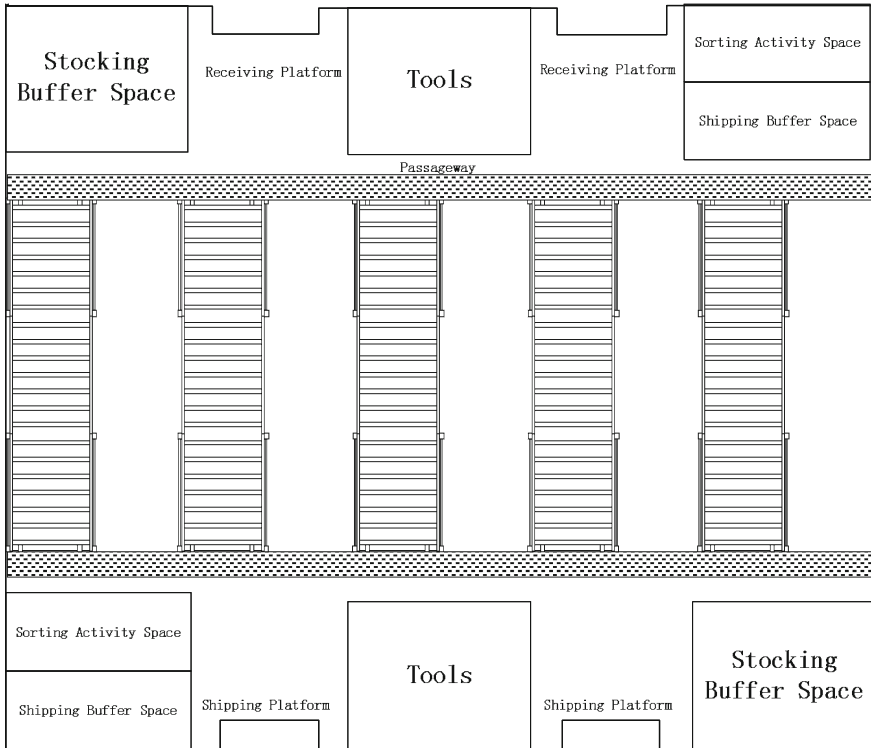 Stocking
Buffer Space
Receiving Platform
Tools
Receiving Platform
Sorting Activity Space
Shipping Buffer Space
Passageway
Sorting Activity Space
Shipping Buffer Space
Shipping Platform
Tools
Shipping Platform
Stocking
Buffer Space